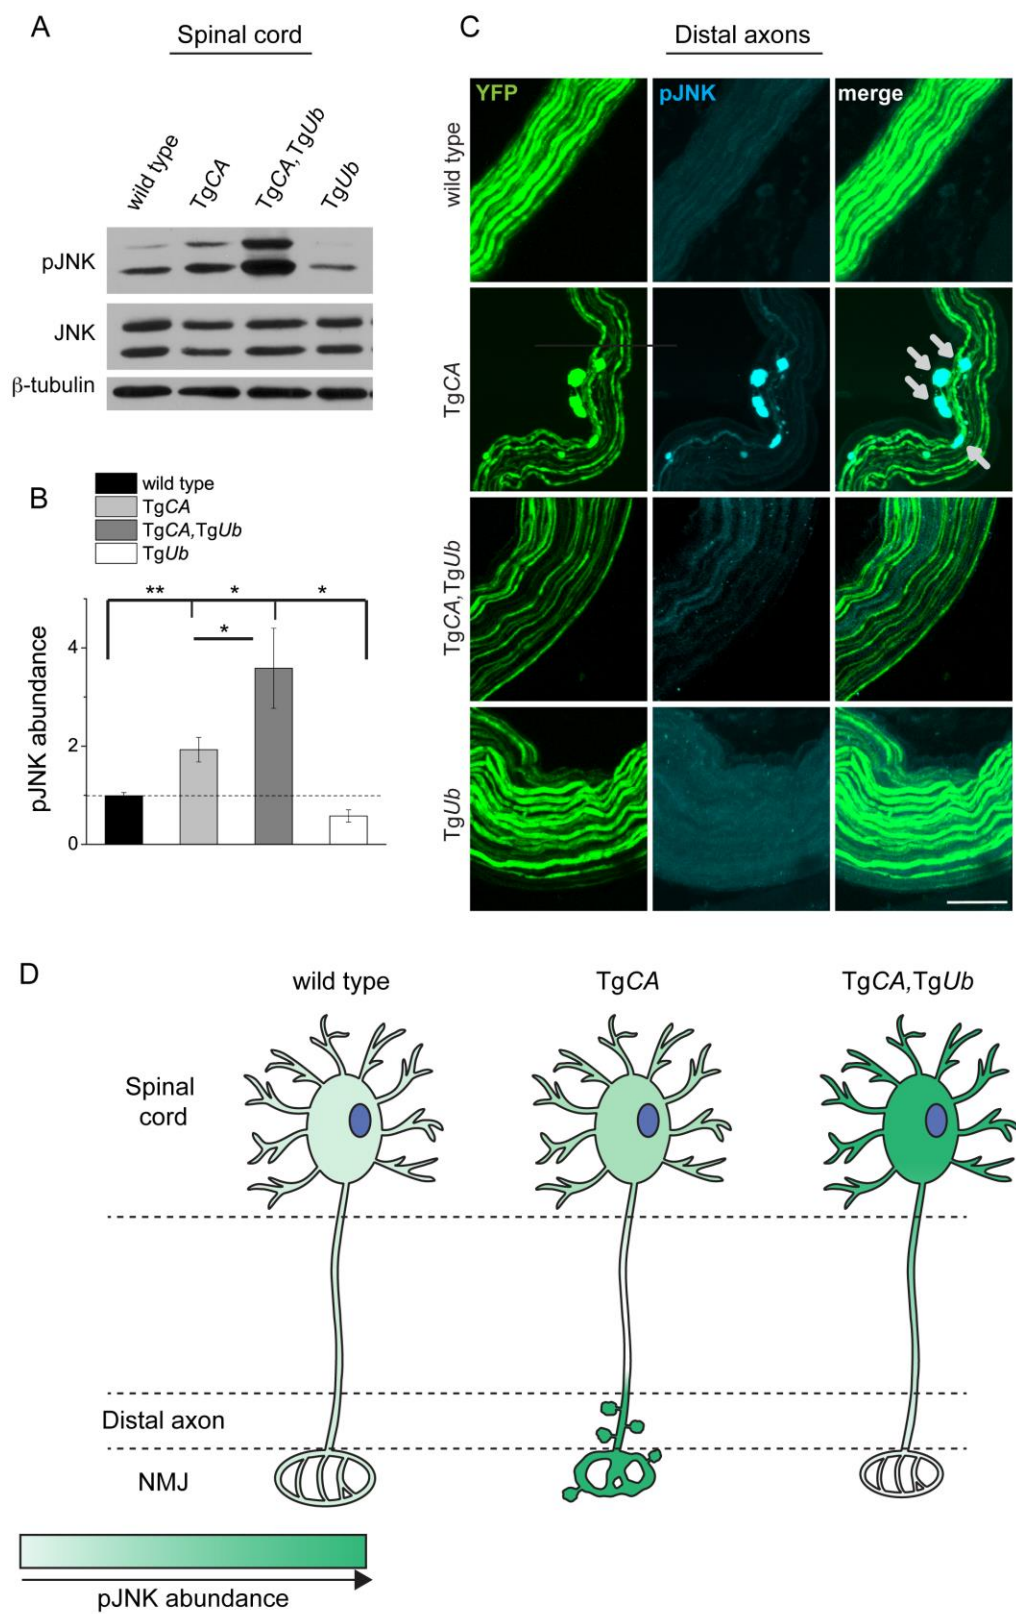 A
Spinal cord
wild type
TgCA
TgCA,TgUb
TgUb
pJNK
JNK
β-tubulin
B
wild type
TgCA
TgCA,TgUb
TgUb
** * *
*
pJNK abundance
4
2
0
C
Distal axons
YFP pJNK merge
wild type
TgCA
TgCA,TgUb
TgUb
D
wild type TgCA TgCA,TgUb
Spinal
cord
Distal axon
NMJ
pJNK abundance